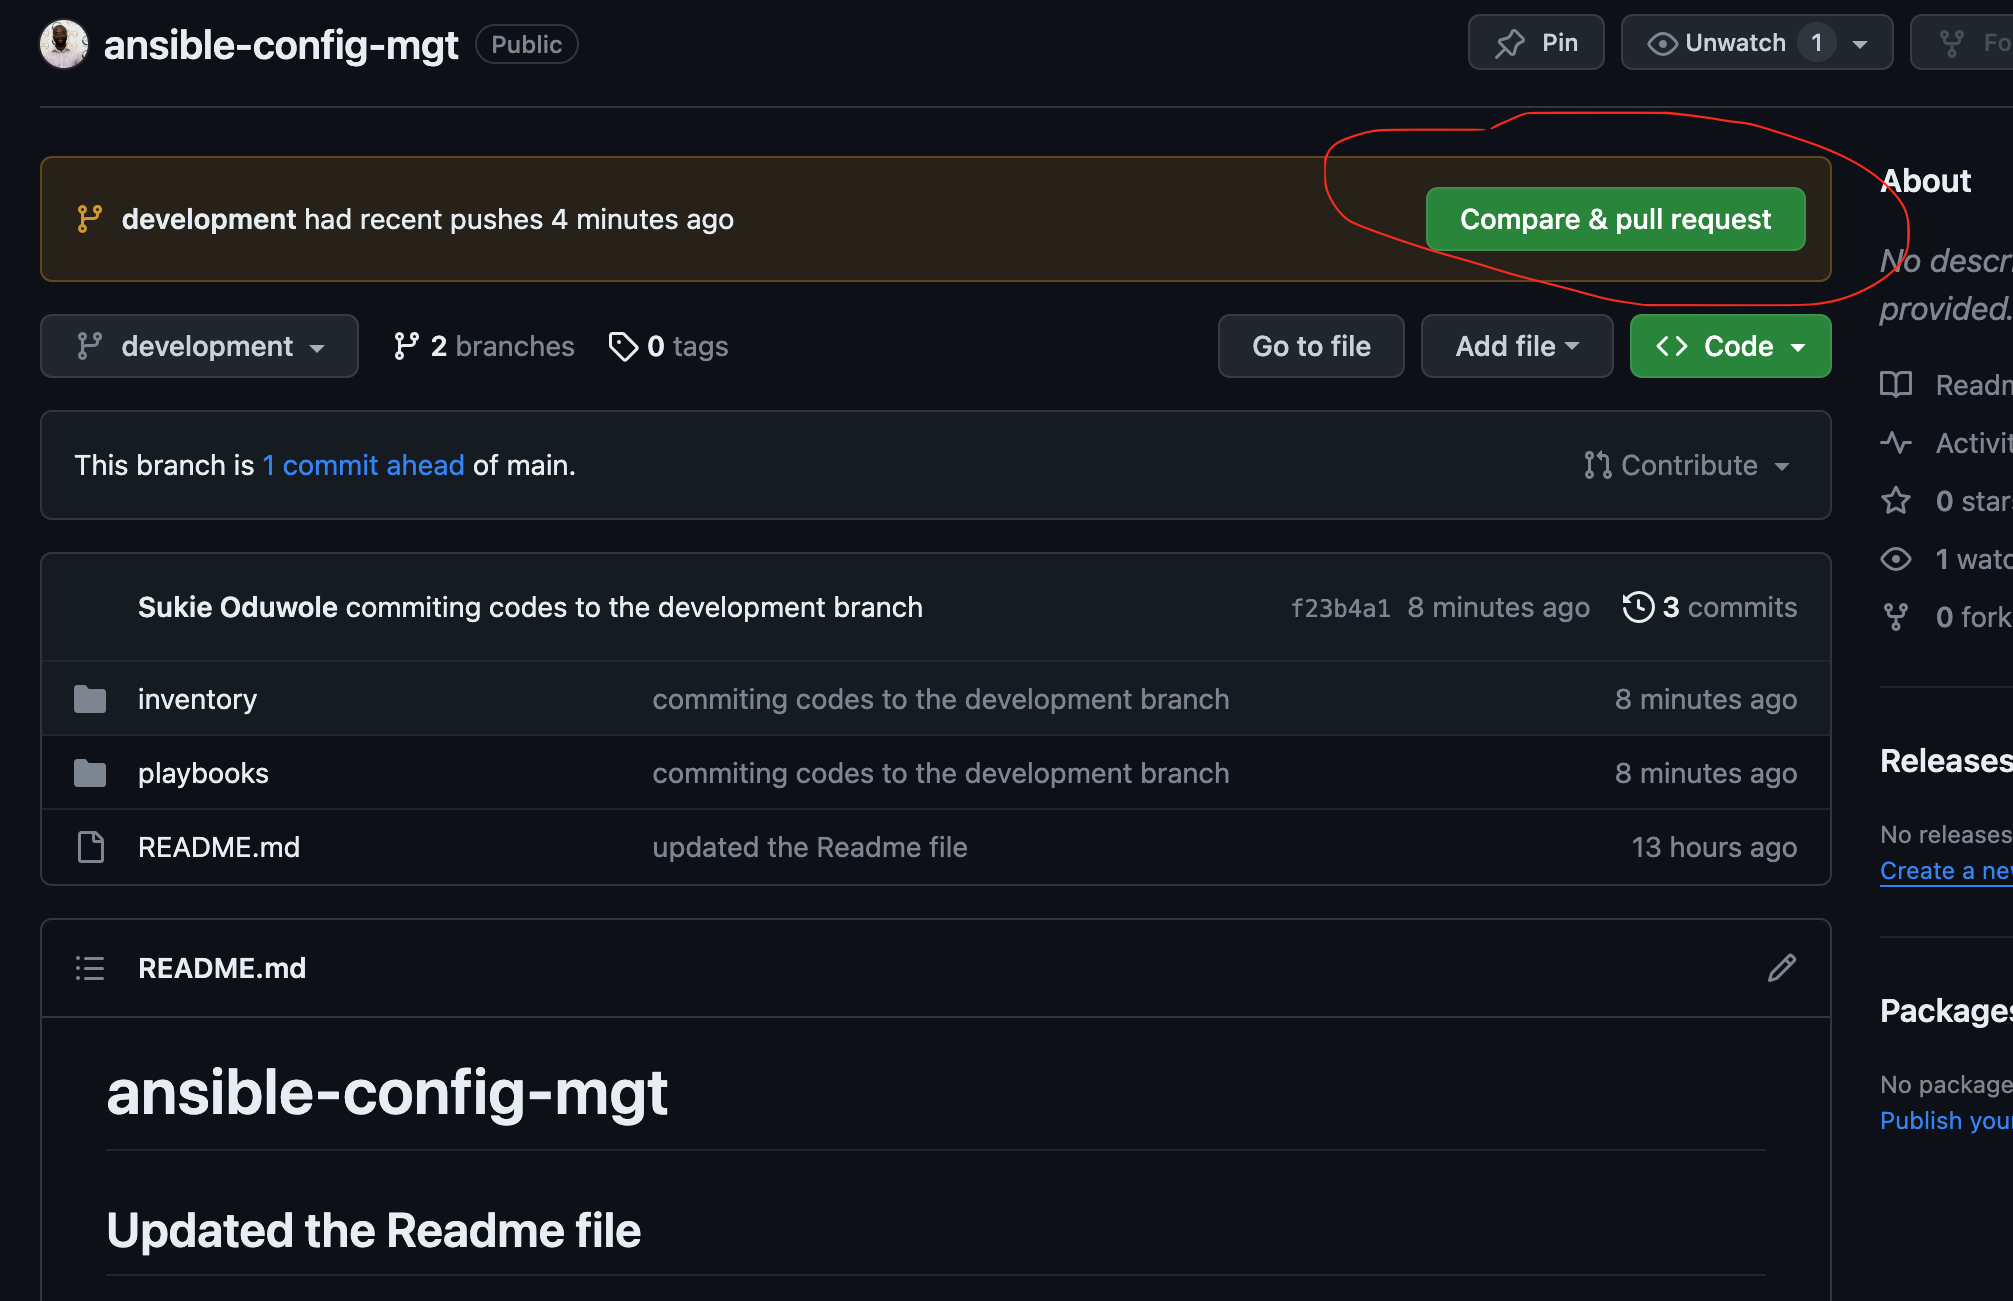 ansible-config-mgt Public
Pin
Unwatch 1
Fo
development had recent pushes 4 minutes ago
Compare & pull request
development
2 branches
0 tags
Go to file
Add file
Code
This branch is 1 commit ahead of main.
Contribute
Sukie Oduwole commiting codes to the development branch
f23b4a1 8 minutes ago
3 commits
inventory commiting codes to the development branch 8 minutes ago
playbooks commiting codes to the development branch 8 minutes ago
README.md updated the Readme file 13 hours ago
README.md
ansible-config-mgt
Updated the Readme file
About
No descri
provided.
Readm
Activit
0 stars
1 watc
0 fork
Releases
No releases
Create a new
Packages
No package
Publish your